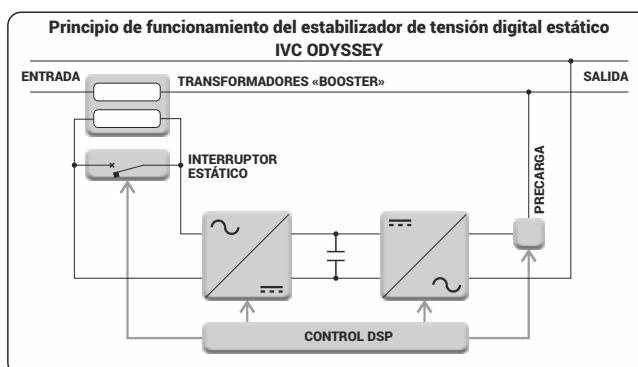 Principio de funcionamiento del estabilizador de tensión digital estático
IVC ODYSSEY
ENTRADA
TRANSFORMADORES «BOOSTER»
SALIDA
INTERRUPTOR
ESTÁTICO
PRECARGA
CONTROL DSP